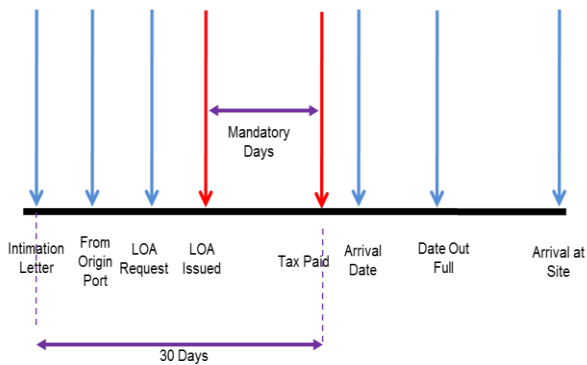 Mandatory
Days
Intimation
Letter
From
Origin
Port
LOA
Request
LOA
Issued
Tax Paid
Arrival
Date
Date Out
Full
Arrival at
Site
30 Days